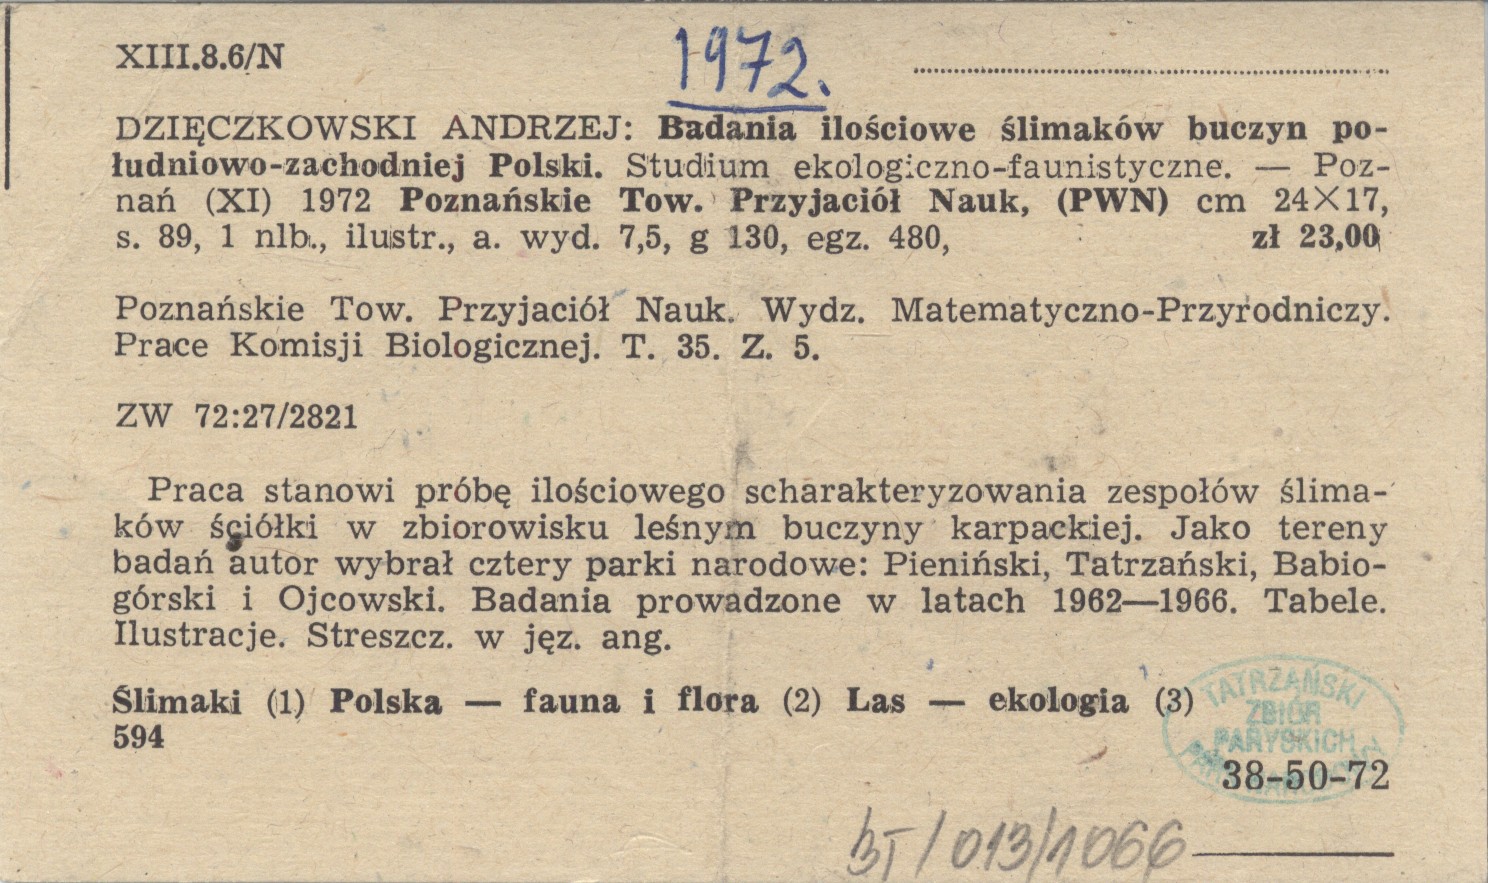 XIII.8.6/N
1972.
DZIĘCZKOWSKI ANDRZEJ: Badania ilościowe ślimaków buczyn po-
łudniowo-zachodniej Polski. Studium ekologiczno-faunistyczne. — Poz-
nań (XI) 1972 Poznańskie Tow. Przyjaciół Nauk, (PWN) cm 24×17,
s. 89, 1 nlb., ilustr., a. wyd. 7,5, g 130, egz. 480, zł 23,00
Poznańskie Tow. Przyjaciół Nauk. Wydz. Matematyczno-Przyrodniczy.
Prace Komisji Biologicznej. T. 35. Z. 5.
ZW 72:27/2821
Praca stanowi próbę ilościowego scharakteryzowania zespołów ślima-
ków ściółki w zbiorowisku leśnym buczyny karpackiej. Jako tereny
badań autor wybrał cztery parki narodowe: Pieniński, Tatrzański, Babio-
górski i Ojcowski. Badania prowadzone w latach 1962—1966. Tabele.
Ilustracje. Streszcz. w jęz. ang.
Ślimaki (1) Polska — fauna i flora (2) Las — ekologia (3)
594
TATRZAŃSKI
ZBIÓR
PARYSKICH
PARK
38-50-72
BT/013/1066